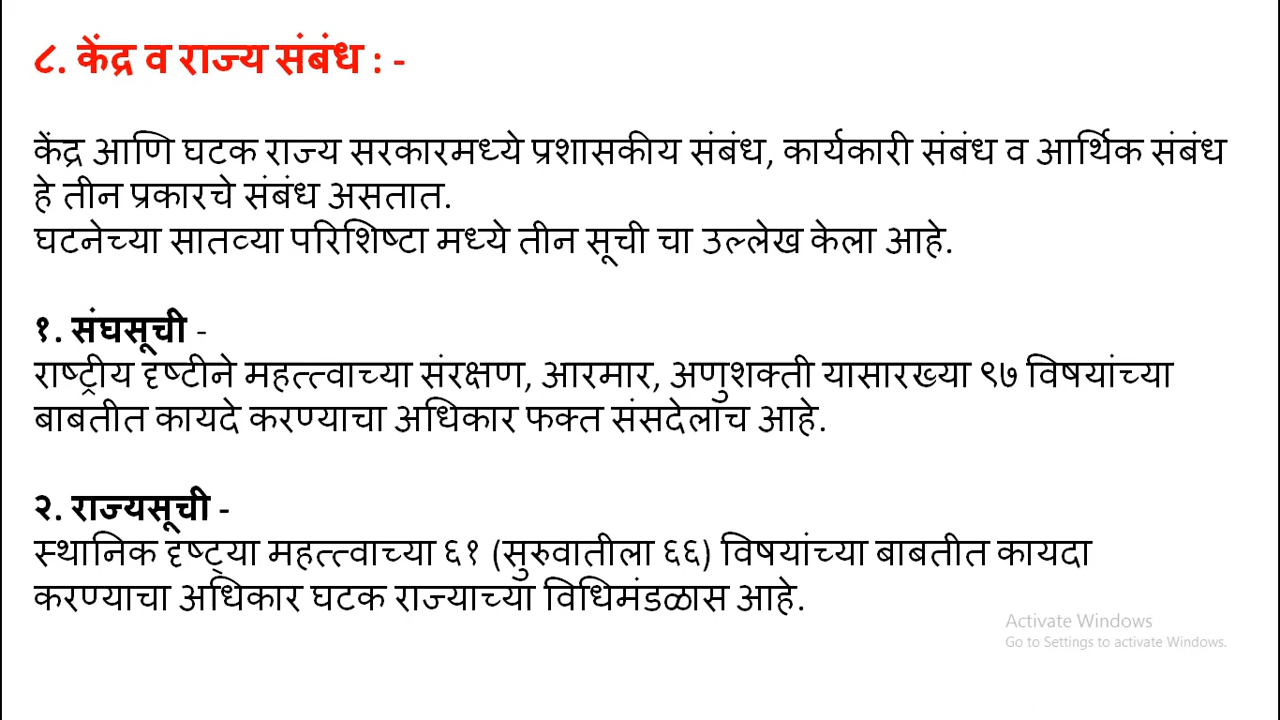 ८. केंद्र व राज्य संबंध : -
केंद्र आणि घटक राज्य सरकारमध्ये प्रशासकीय संबंध, कार्यकारी संबंध व आर्थिक संबंध
हे तीन प्रकारचे संबंध असतात.
घटनेच्या सातव्या परिशिष्टा मध्ये तीन सूची चा उल्लेख केला आहे.
१. संघसूची -
राष्ट्रीय दृष्टीने महत्त्वाच्या संरक्षण, आरमार, अणुशक्ती यासारख्या ९७ विषयांच्या
बाबतीत कायदे करण्याचा अधिकार फक्त संसदेलाच आहे.
२. राज्यसूची -
स्थानिक दृष्ट्या महत्त्वाच्या ६१ (सुरुवातीला ६६) विषयांच्या बाबतीत कायदा
करण्याचा अधिकार घटक राज्याच्या विधिमंडळास आहे.
Activate Windows
Go to Settings to activate Windows.